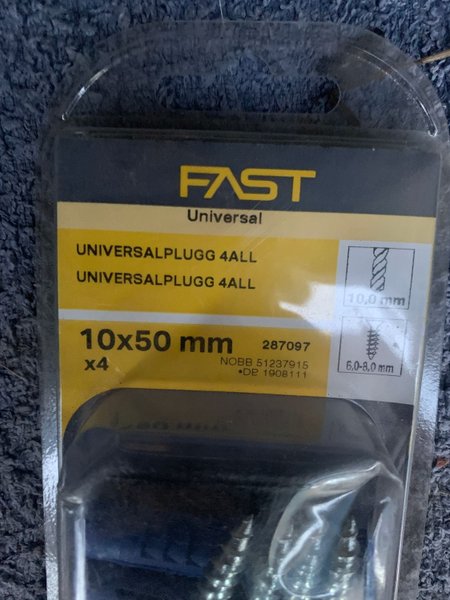 FAST
Universal
UNIVERSALPLUGG 4ALL
UNIVERSALPLUGG 4ALL
10,0 mm
10x50 mm
287097
x4
NOBB 51237915
•DB 1908111
6,0-8,0 mm